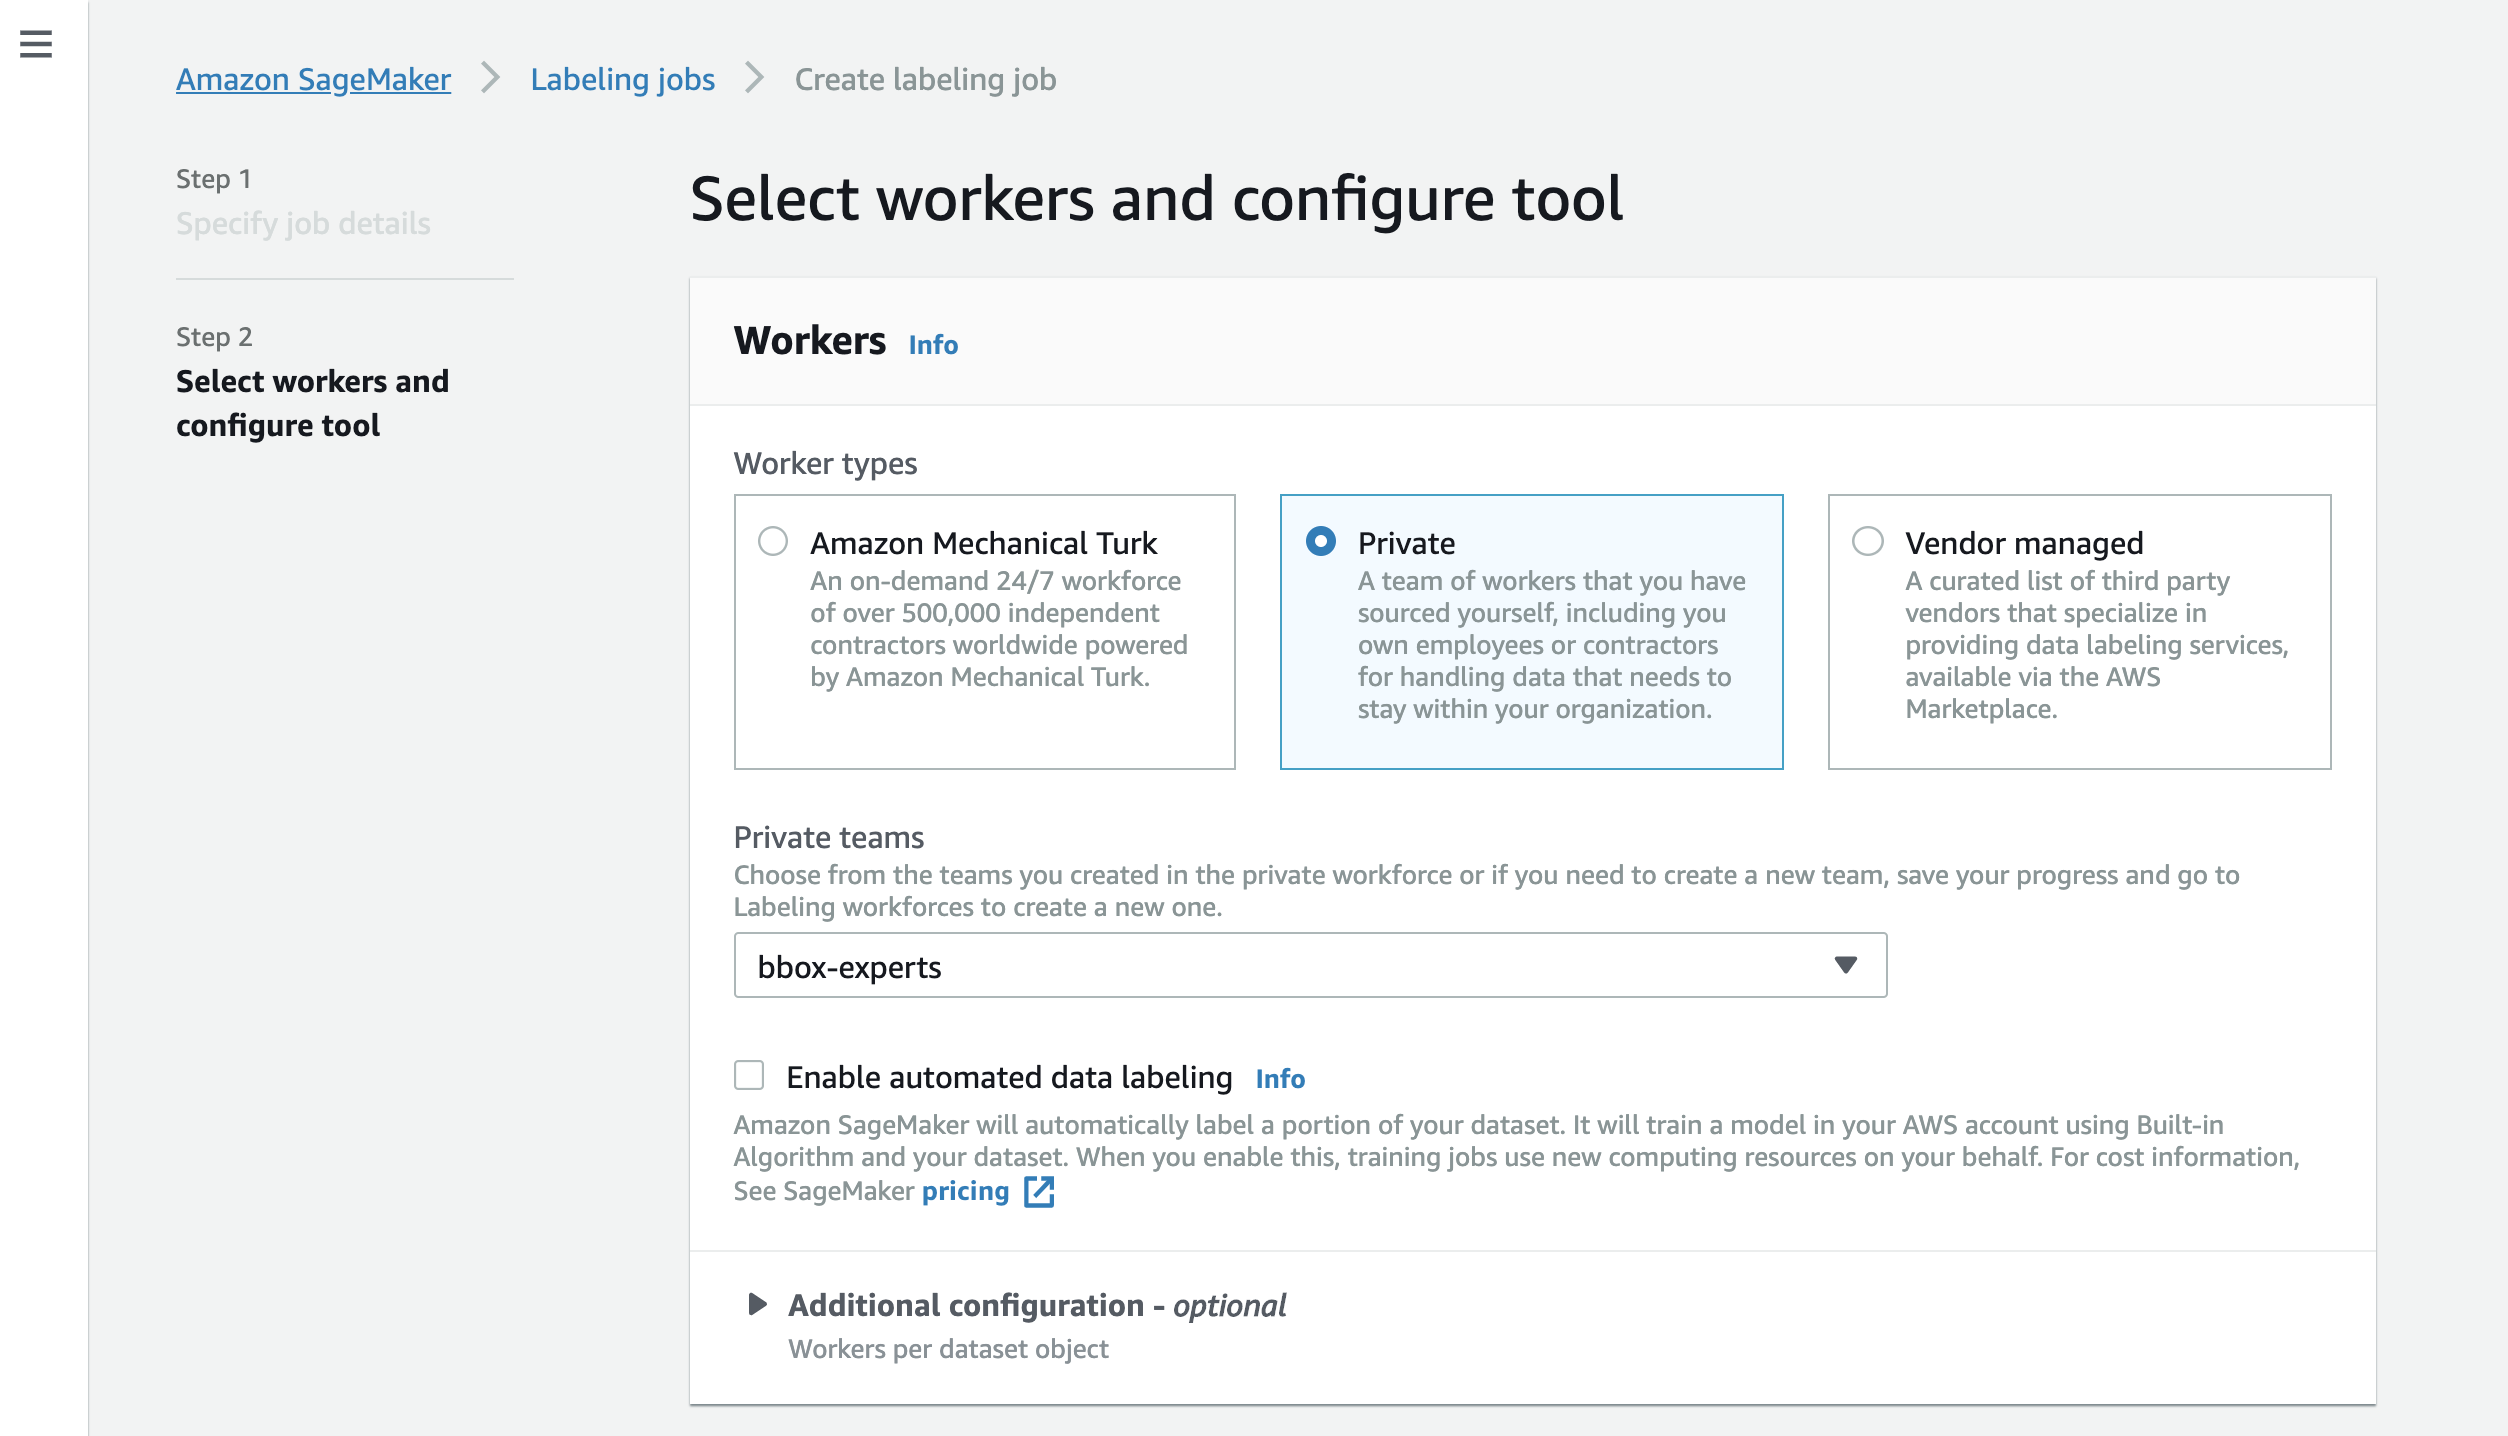 Amazon SageMaker > Labeling jobs > Create labeling job
Step 1
Specify job details
Step 2
Select workers and
configure tool
Select workers and configure tool
Workers Info
Worker types
Amazon Mechanical Turk
An on-demand 24/7 workforce
of over 500,000 independent
contractors worldwide powered
by Amazon Mechanical Turk.
Private
A team of workers that you have
sourced yourself, including you
own employees or contractors
for handling data that needs to
stay within your organization.
Vendor managed
A curated list of third party
vendors that specialize in
providing data labeling services,
available via the AWS
Marketplace.
Private teams
Choose from the teams you created in the private workforce or if you need to create a new team, save your progress and go to
Labeling workforces to create a new one.
bbox-experts
Enable automated data labeling Info
Amazon SageMaker will automatically label a portion of your dataset. It will train a model in your AWS account using Built-in
Algorithm and your dataset. When you enable this, training jobs use new computing resources on your behalf. For cost information,
See SageMaker pricing
Additional configuration - optional
Workers per dataset object